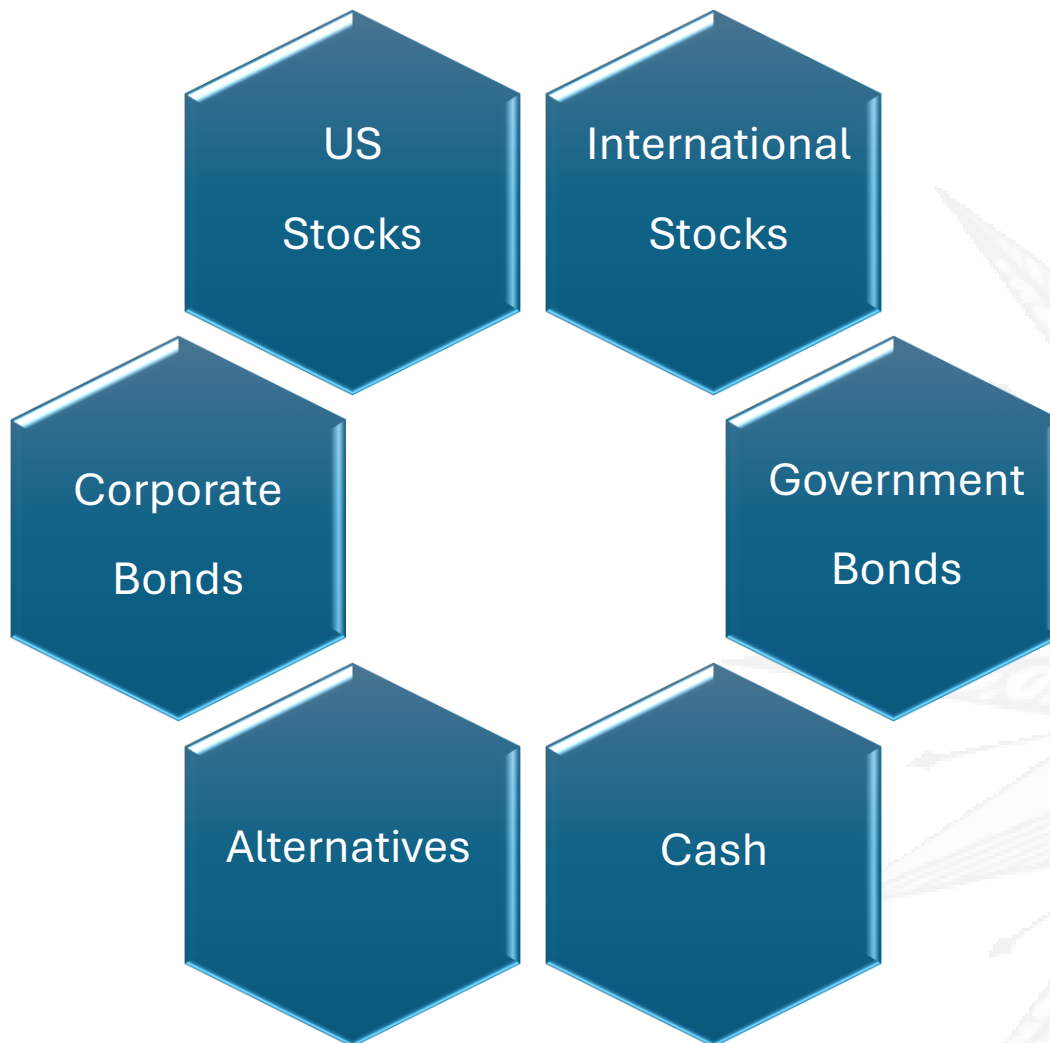 US
Stocks
International
Stocks
Corporate
Bonds
Government
Bonds
Alternatives
Cash